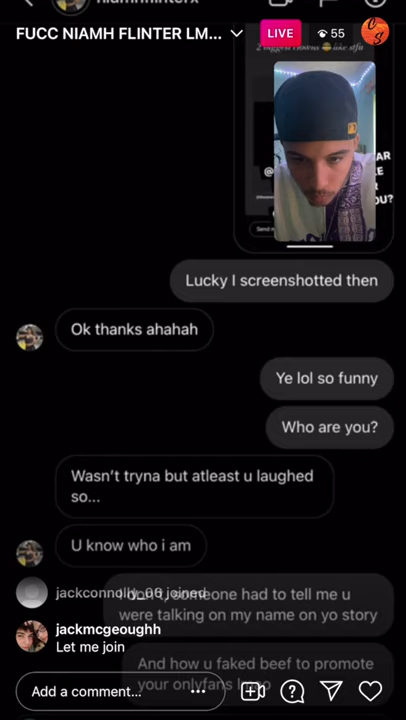 FUCC NIAMH FLINTER LM...
LIVE
55
Lucky I screenshotted then
Ok thanks ahahah
Ye lol so funny
Who are you?
Wasn't tryna but atleast u laughed
so...
U know who i am
jackconnolly_06 joined
someone had to tell me u
were talking on my name on yo story
jackmcgeoughh
Let me join
And how u faked beef to promote
your onlyfans
Add a comment...